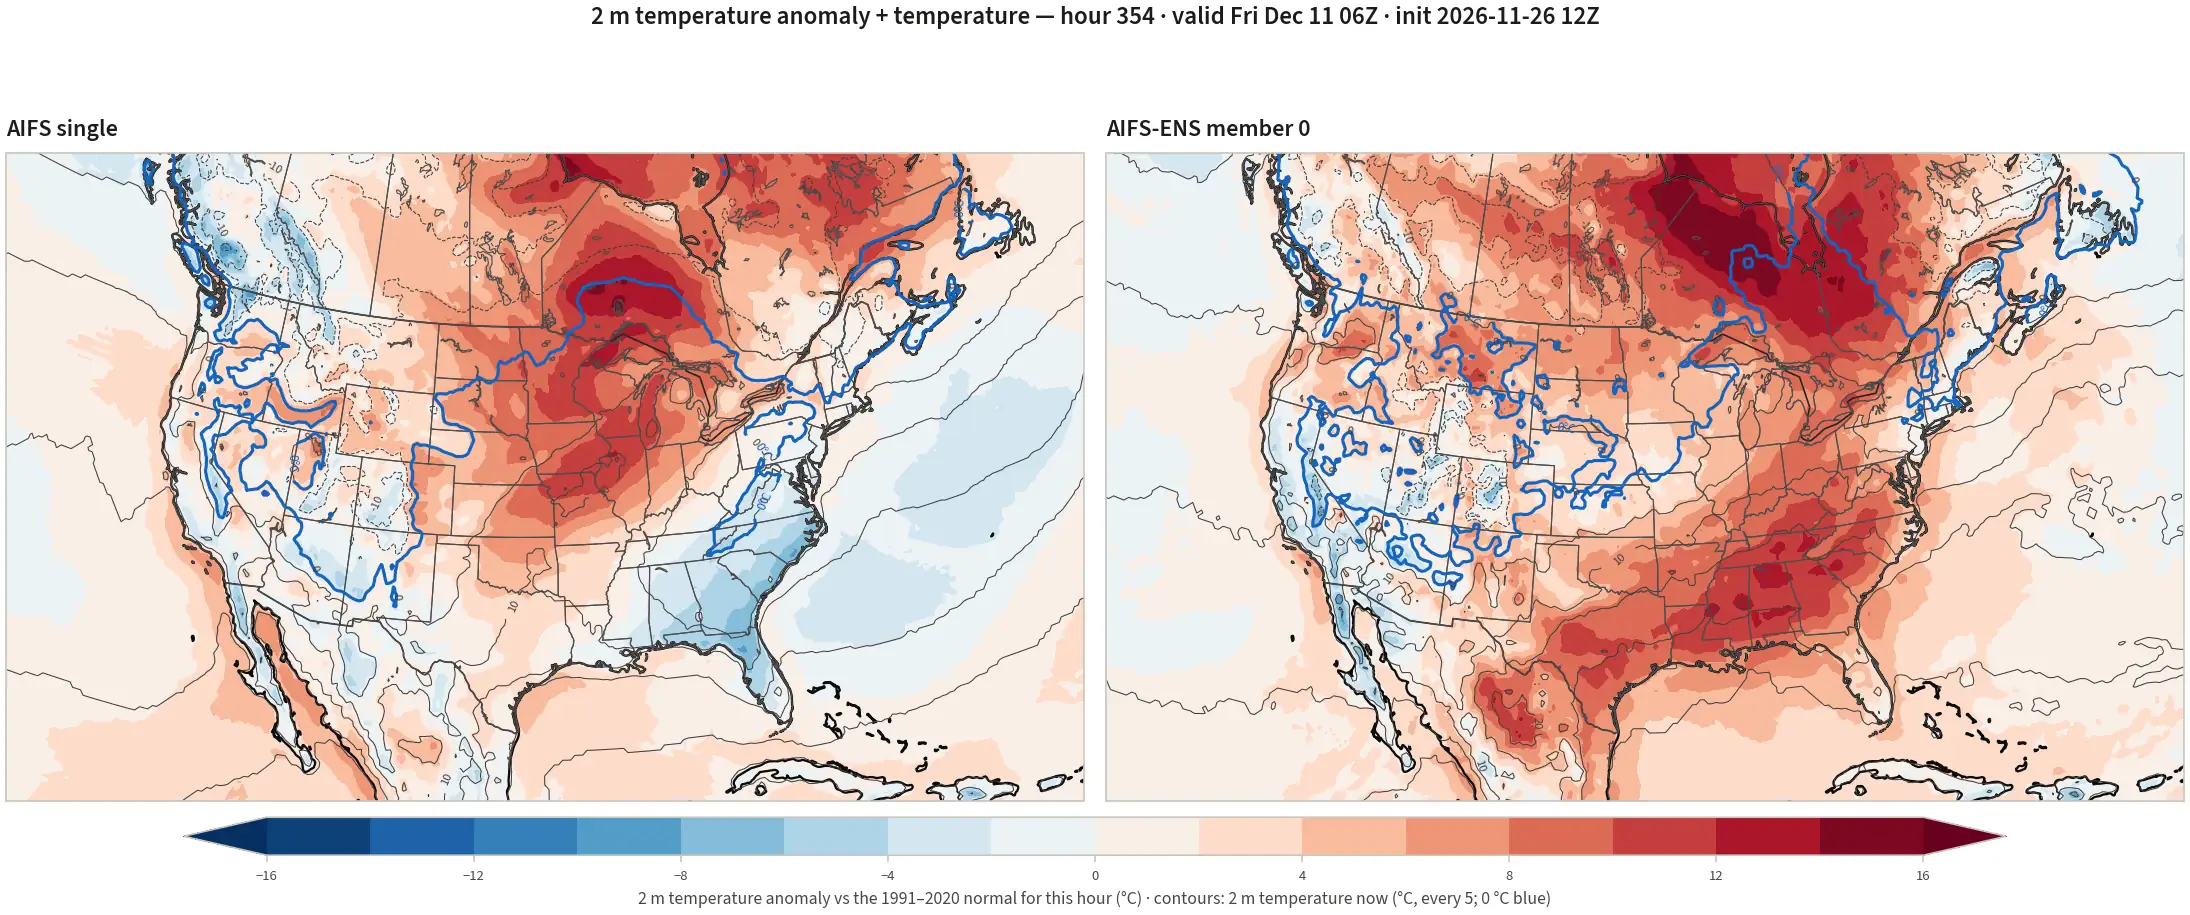 2 m temperature anomaly + temperature — hour 354 · valid Fri Dec 11 06Z · init 2026-11-26 12Z
AIFS single
AIFS-ENS member 0
−16 −12 −8 −4 0 4 8 12 16
2 m temperature anomaly vs the 1991–2020 normal for this hour (°C) · contours: 2 m temperature now (°C, every 5; 0 °C blue)